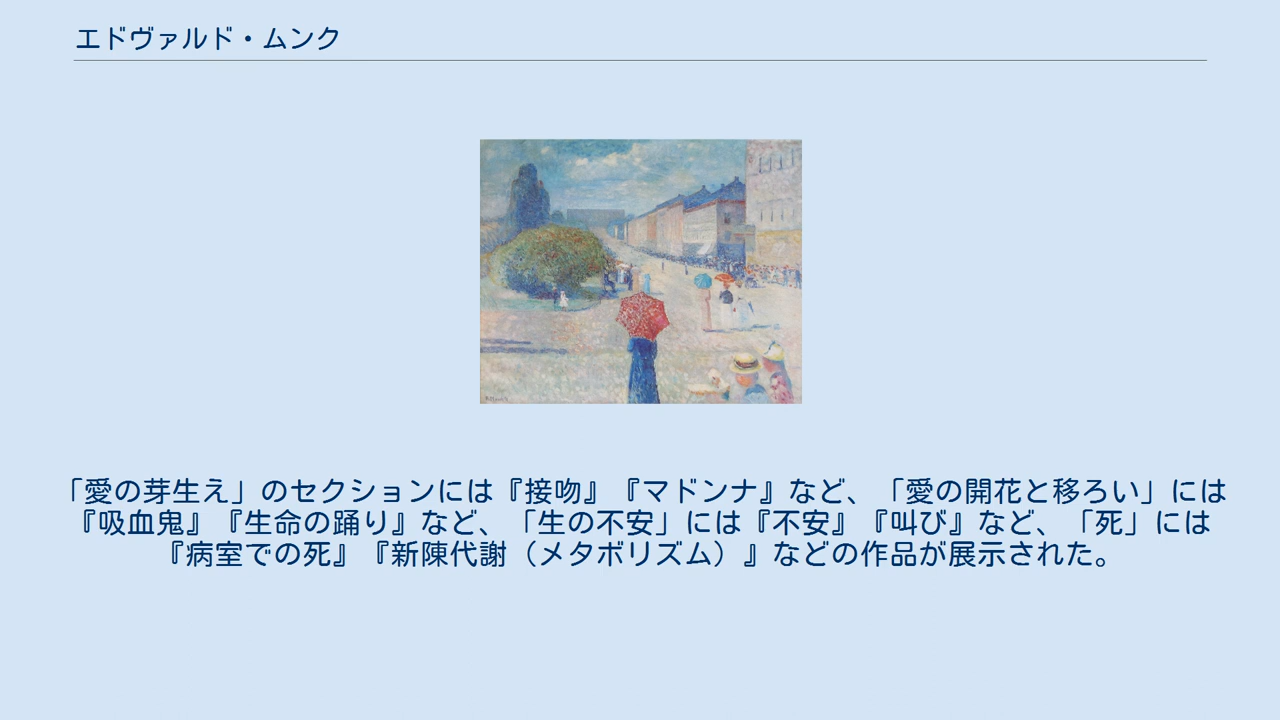 エドヴァルド・ムンク
「愛の芽生え」のセクションには『接吻』『マドンナ』など、「愛の開花と移ろい」には
『吸血鬼』『生命の踊り』など、「生の不安」には『不安』『叫び』など、「死」には
『病室での死』『新陳代謝（メタボリズム）』などの作品が展示された。